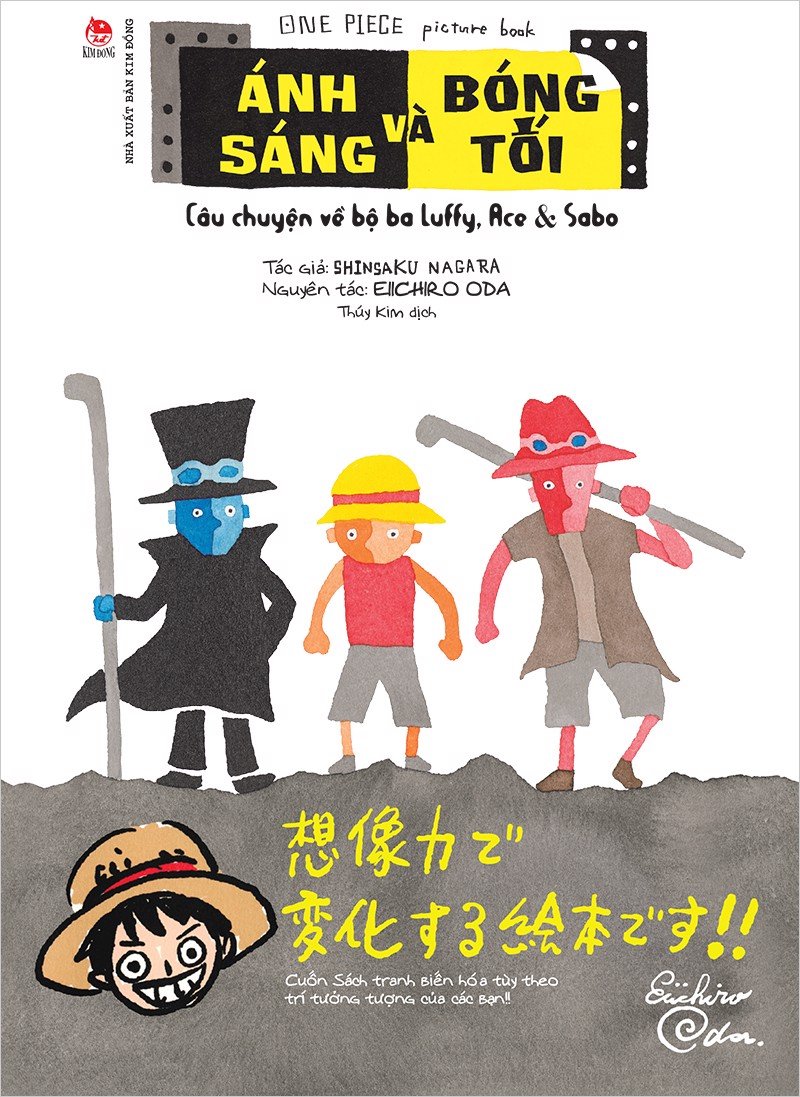 ONE PIECE picture book
KIM ĐỒNG
NHÀ XUẤT BẢN KIM ĐỒNG
ÁNH SÁNG
VÀ
BÓNG TỐI
Câu chuyện về bộ ba Luffy, Ace & Sabo
Tác giả: SHINSAKU NAGARA
Nguyên tác: EIICHIRO ODA
Thúy Kim dịch
想像力で
変化する絵本です!!
Cuốn Sách tranh biến hóa tùy theo
trí tưởng tượng của các bạn!!
Eiichiro
Oda.